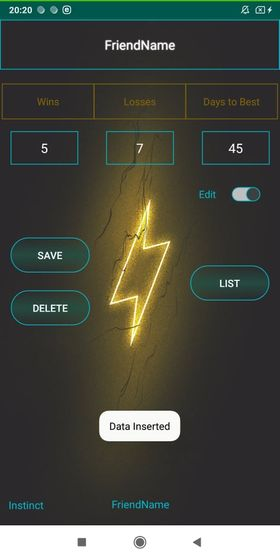 20:20
FriendName
Wins Losses Days to Best
5 7 45
Edit
SAVE
LIST
DELETE
Data Inserted
Instinct FriendName